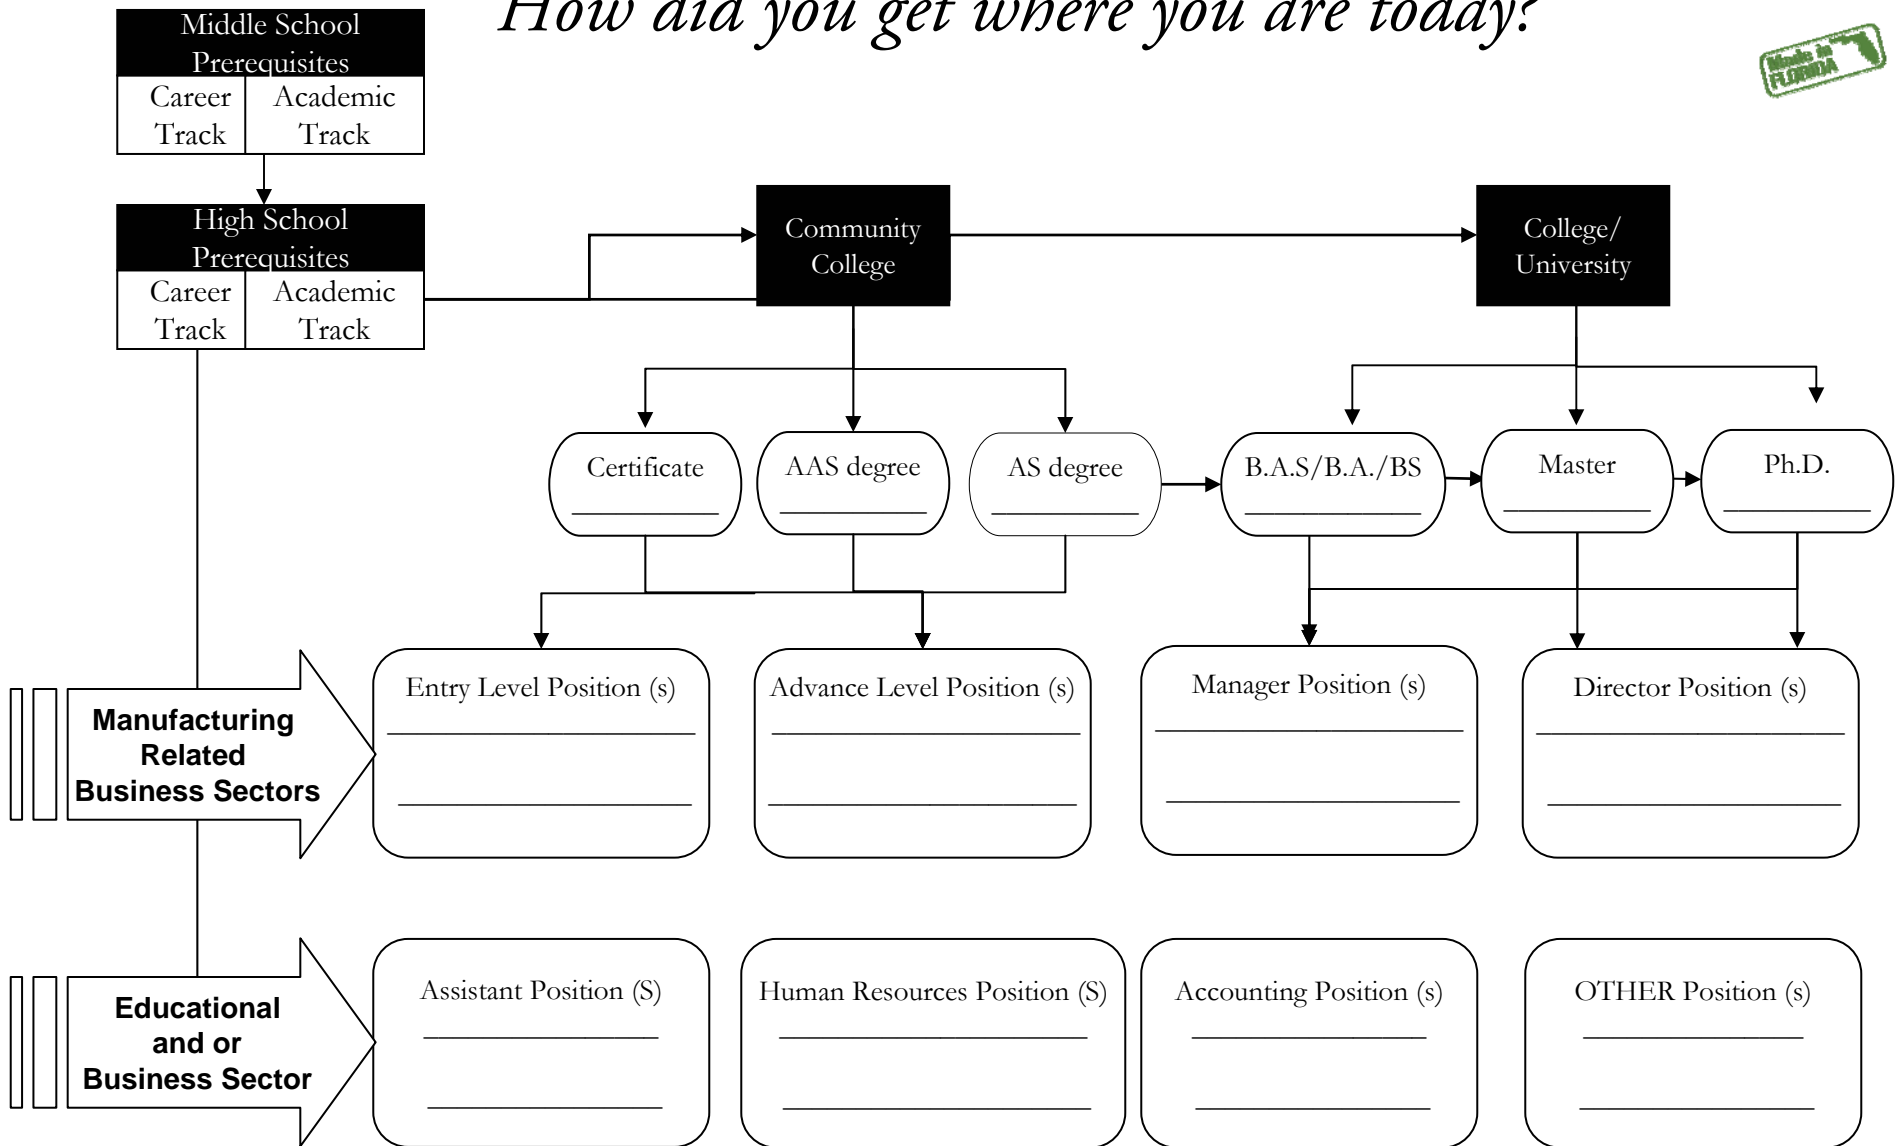 How did you get where you are today?
Made in
FLORIDA
Middle School
Prerequisites
Career
Track
Academic
Track
High School
Prerequisites
Career
Track
Academic
Track
Community
College
College/
University
Certificate
AAS degree
AS degree
B.A.S/B.A./BS
Master
Ph.D.
Manufacturing
Related
Business Sectors
Entry Level Position (s)
Advance Level Position (s)
Manager Position (s)
Director Position (s)
Educational
and or
Business Sector
Assistant Position (S)
Human Resources Position (S)
Accounting Position (s)
OTHER Position (s)